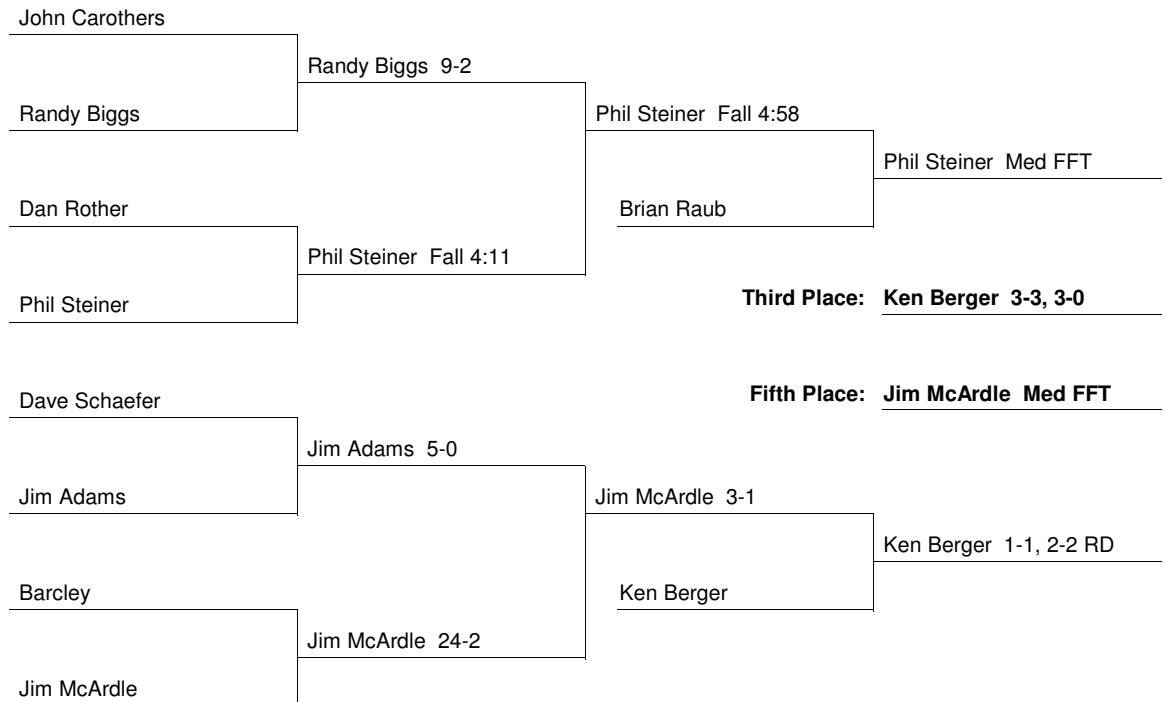 John Carothers
Randy Biggs 9-2
Randy Biggs
Phil Steiner Fall 4:58
Phil Steiner Med FFT
Dan Rother
Brian Raub
Phil Steiner Fall 4:11
Phil Steiner
Third Place: Ken Berger 3-3, 3-0
Dave Schaefer
Fifth Place: Jim McArdle Med FFT
Jim Adams 5-0
Jim Adams
Jim McArdle 3-1
Ken Berger 1-1, 2-2 RD
Barcley
Ken Berger
Jim McArdle 24-2
Jim McArdle